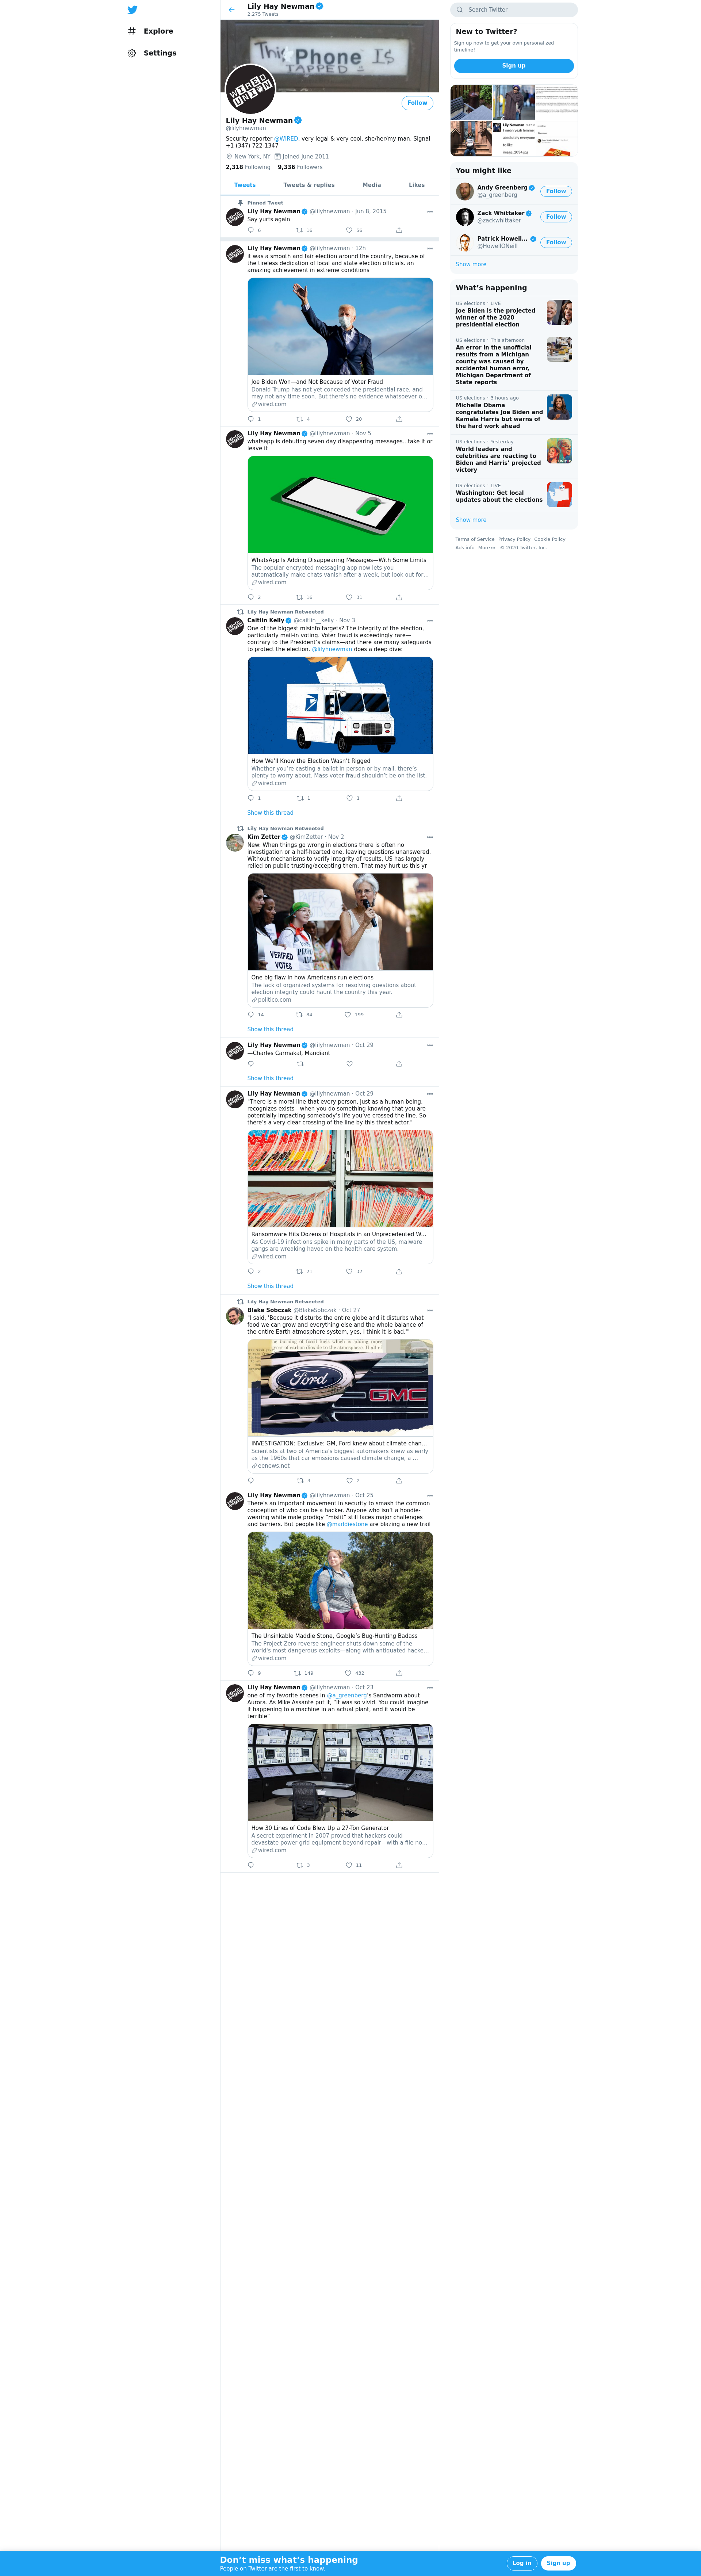 Explore
Settings
Lily Hay Newman
2,275 Tweets
This Phone Is
TAPPED
WIRED
UNION
Follow
Lily Hay Newman
@lilyhnewman
Security reporter @WIRED. very legal & very cool. she/her/my man. Signal
+1 (347) 722-1347
New York, NY Joined June 2011
2,318 Following 9,336 Followers
Tweets Tweets & replies Media Likes
Pinned Tweet
Lily Hay Newman @lilyhnewman · Jun 8, 2015
Say yurts again
6 16 56
Lily Hay Newman @lilyhnewman · 12h
it was a smooth and fair election around the country, because of
the tireless dedication of local and state election officials. an
amazing achievement in extreme conditions
Joe Biden Won—and Not Because of Voter Fraud
Donald Trump has not yet conceded the presidential race, and
may not any time soon. But there's no evidence whatsoever o...
wired.com
1 4 20
Lily Hay Newman @lilyhnewman · Nov 5
whatsapp is debuting seven day disappearing messages...take it or
leave it
WhatsApp Is Adding Disappearing Messages—With Some Limits
The popular encrypted messaging app now lets you
automatically make chats vanish after a week, but look out for...
wired.com
2 16 31
Lily Hay Newman Retweeted
Caitlin Kelly @caitlin__kelly · Nov 3
One of the biggest misinfo targets? The integrity of the election,
particularly mail-in voting. Voter fraud is exceedingly rare—
contrary to the President's claims—and there are many safeguards
to protect the election. @lilyhnewman does a deep dive:
How We'll Know the Election Wasn't Rigged
Whether you're casting a ballot in person or by mail, there's
plenty to worry about. Mass voter fraud shouldn't be on the list.
wired.com
1 1 1
Show this thread
Lily Hay Newman Retweeted
Kim Zetter @KimZetter · Nov 2
New: When things go wrong in elections there is often no
investigation or a half-hearted one, leaving questions unanswered.
Without mechanisms to verify integrity of results, US has largely
relied on public trusting/accepting them. That may hurt us this yr
VERIFIED
VOTES
One big flaw in how Americans run elections
The lack of organized systems for resolving questions about
election integrity could haunt the country this year.
politico.com
14 84 199
Show this thread
Lily Hay Newman @lilyhnewman · Oct 29
—Charles Carmakal, Mandiant
Show this thread
Lily Hay Newman @lilyhnewman · Oct 29
"There is a moral line that every person, just as a human being,
recognizes exists—when you do something knowing that you are
potentially impacting somebody's life you've crossed the line. So
there's a very clear crossing of the line by this threat actor."
Ransomware Hits Dozens of Hospitals in an Unprecedented W...
As Covid-19 infections spike in many parts of the US, malware
gangs are wreaking havoc on the health care system.
wired.com
2 21 32
Show this thread
Lily Hay Newman Retweeted
Blake Sobczak @BlakeSobczak · Oct 27
"I said, 'Because it disturbs the entire globe and it disturbs what
food we can grow and everything else and the whole balance of
the entire Earth atmosphere system, yes, I think it is bad.'"
Ford
GMC
INVESTIGATION: Exclusive: GM, Ford knew about climate chan...
Scientists at two of America's biggest automakers knew as early
as the 1960s that car emissions caused climate change, a ...
eenews.net
3 2
Lily Hay Newman @lilyhnewman · Oct 25
There's an important movement in security to smash the common
conception of who can be a hacker. Anyone who isn't a hoodie-
wearing white male prodigy "misfit" still faces major challenges
and barriers. But people like @maddiestone are blazing a new trail
The Unsinkable Maddie Stone, Google's Bug-Hunting Badass
The Project Zero reverse engineer shuts down some of the
world's most dangerous exploits—along with antiquated hacke...
wired.com
9 149 432
Lily Hay Newman @lilyhnewman · Oct 23
one of my favorite scenes in @a_greenberg's Sandworm about
Aurora. As Mike Assante put it, "It was so vivid. You could imagine
it happening to a machine in an actual plant, and it would be
terrible"
How 30 Lines of Code Blew Up a 27-Ton Generator
A secret experiment in 2007 proved that hackers could
devastate power grid equipment beyond repair—with a file no...
wired.com
3 11
Search Twitter
New to Twitter?
Sign up now to get your own personalized
timeline!
Sign up
You might like
Andy Greenberg
@a_greenberg
Follow
Zack Whittaker
@zackwhittaker
Follow
Patrick Howell...
@HowellONeill
Follow
Show more
What's happening
US elections · LIVE
Joe Biden is the projected
winner of the 2020
presidential election
US elections · This afternoon
An error in the unofficial
results from a Michigan
county was caused by
accidental human error,
Michigan Department of
State reports
US elections · 3 hours ago
Michelle Obama
congratulates Joe Biden and
Kamala Harris but warns of
the hard work ahead
US elections · Yesterday
World leaders and
celebrities are reacting to
Biden and Harris' projected
victory
US elections · LIVE
Washington: Get local
updates about the elections
Show more
Terms of Service Privacy Policy Cookie Policy
Ads info More ••• © 2020 Twitter, Inc.
Don't miss what's happening
People on Twitter are the first to know.
Log in Sign up